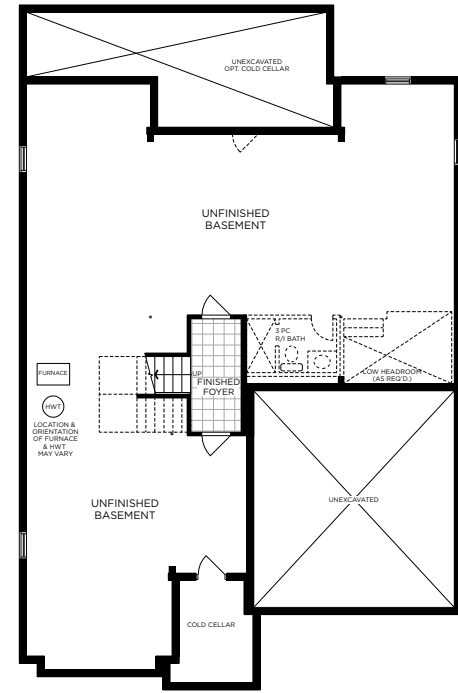 UNEXCAVATED
OPT. COLD CELLAR
UNFINISHED
BASEMENT
3 PC
R/I BATH
LOW HEADROOM
(AS REQ'D.)
UP
FINISHED
FOYER
FURNACE
HWT
LOCATION &
ORIENTATION
OF FURNACE
& HWT
MAY VARY
UNFINISHED
BASEMENT
UNEXCAVATED
COLD CELLAR